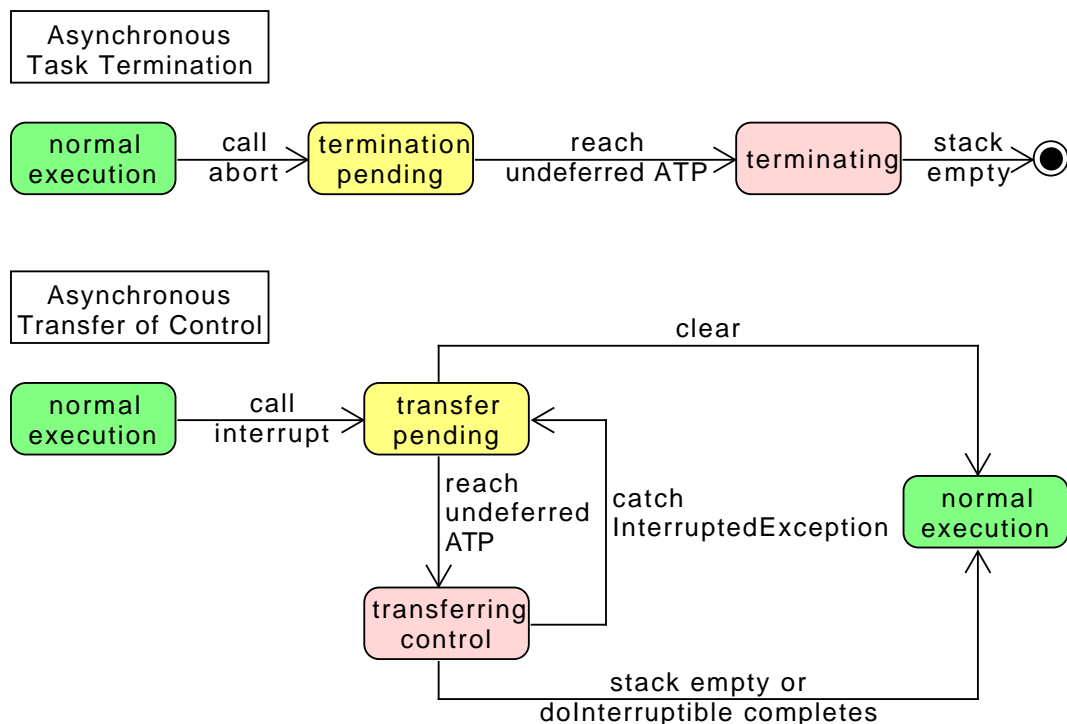 Asynchronous
Task Termination
normal
execution
call
abort
termination
pending
reach
undeferred ATP
terminating
stack
empty
Asynchronous
Transfer of Control
clear
normal
execution
call
interrupt
transfer
pending
reach
undeferred
ATP
catch
InterruptedException
normal
execution
transferring
control
stack empty or
doInterruptible completes